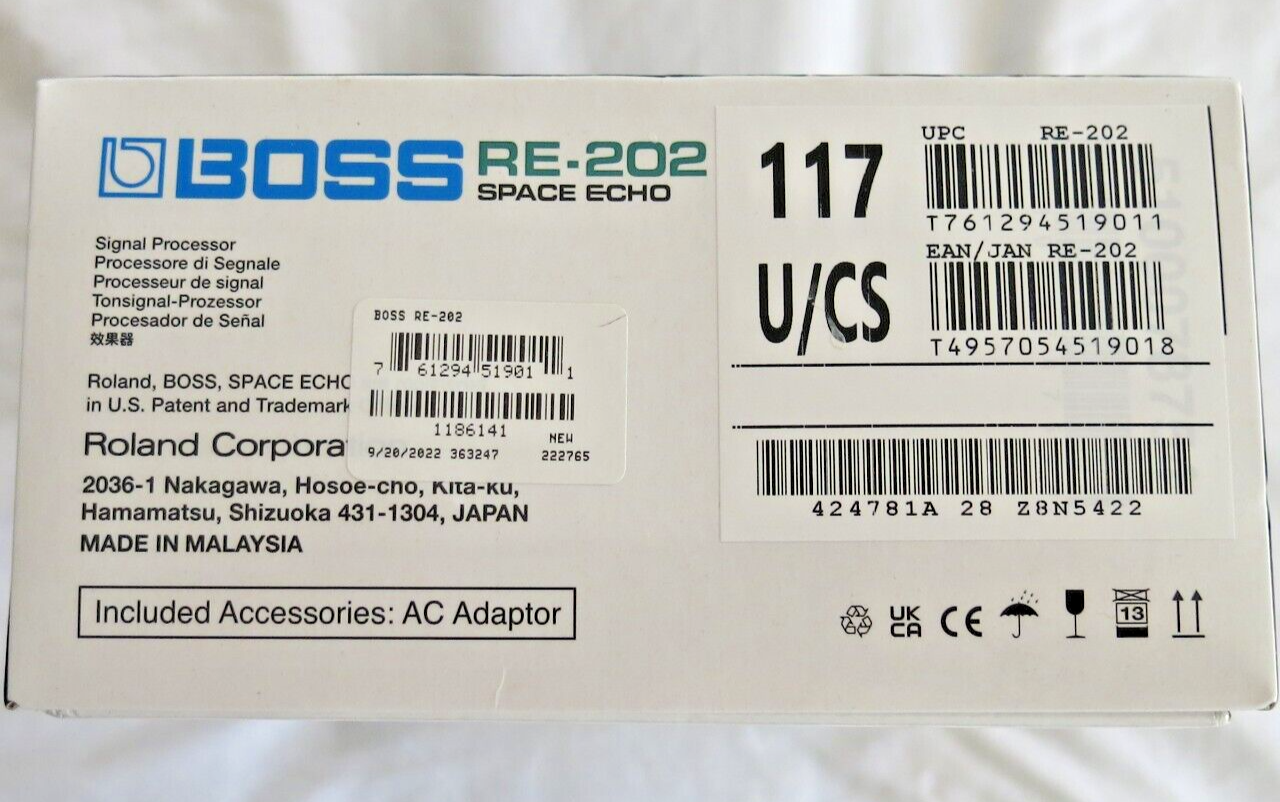 BOSS RE-202
SPACE ECHO
Signal Processor
Processore di Segnale
Processeur de signal
Tonsignal-Prozessor
Procesador de Señal
効果器
Roland, BOSS, SPACE ECHO
in U.S. Patent and Trademark
Roland Corpora
2036-1 Nakagawa, Hosoe-cho, Kita-ku,
Hamamatsu, Shizuoka 431-1304, JAPAN
MADE IN MALAYSIA
Included Accessories: AC Adaptor
BOSS RE-202
7 61294 51901 1
1186141
NEW
9/20/2022 363247 222765
117
U/CS
UPC RE-202
T761294519011
EAN/JAN RE-202
T4957054519018
424781A 28 Z8N5422
UK
CA
CE
13